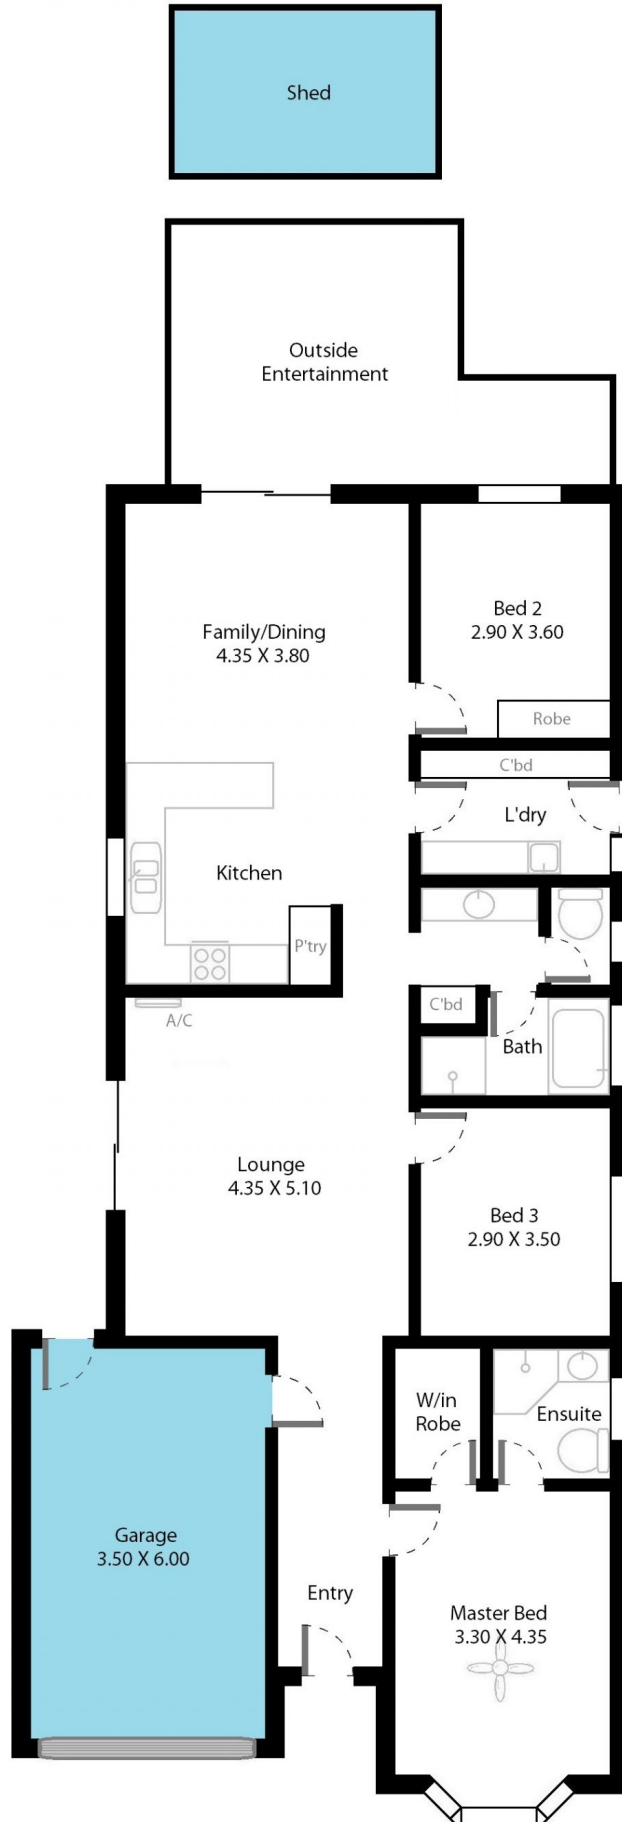 Shed
Outside
Entertainment
Family/Dining
4.35 X 3.80
Bed 2
2.90 X 3.60
Robe
C'bd
L'dry
Kitchen
P'try
A/C
C'bd
Bath
Lounge
4.35 X 5.10
Bed 3
2.90 X 3.50
W/in
Robe
Ensuite
Garage
3.50 X 6.00
Entry
Master Bed
3.30 X 4.35